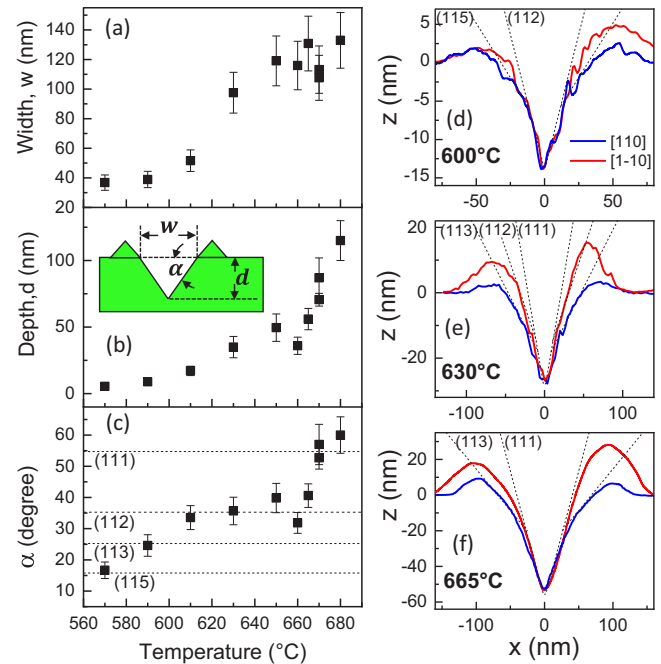 (a)
Width, w (nm)
140
120
100
80
60
40
20
(b)
Depth,d (nm)
100
50
0
w
α
d
(c)
α (degree)
60
50
40
30
20
10
(111)
(112)
(113)
(115)
560 580 600 620 640 660 680
Temperature (°C)
(115) (112)
z (nm)
5
0
-5
-10
-15
(d)
600°C
[110]
[1-10]
-50 0 50
(113) (112) (111)
z (nm)
20
0
-20
(e)
630°C
-100 0 100
(113) (111)
z (nm)
20
0
-20
-40
-60
(f)
665°C
-100 0 100
x (nm)